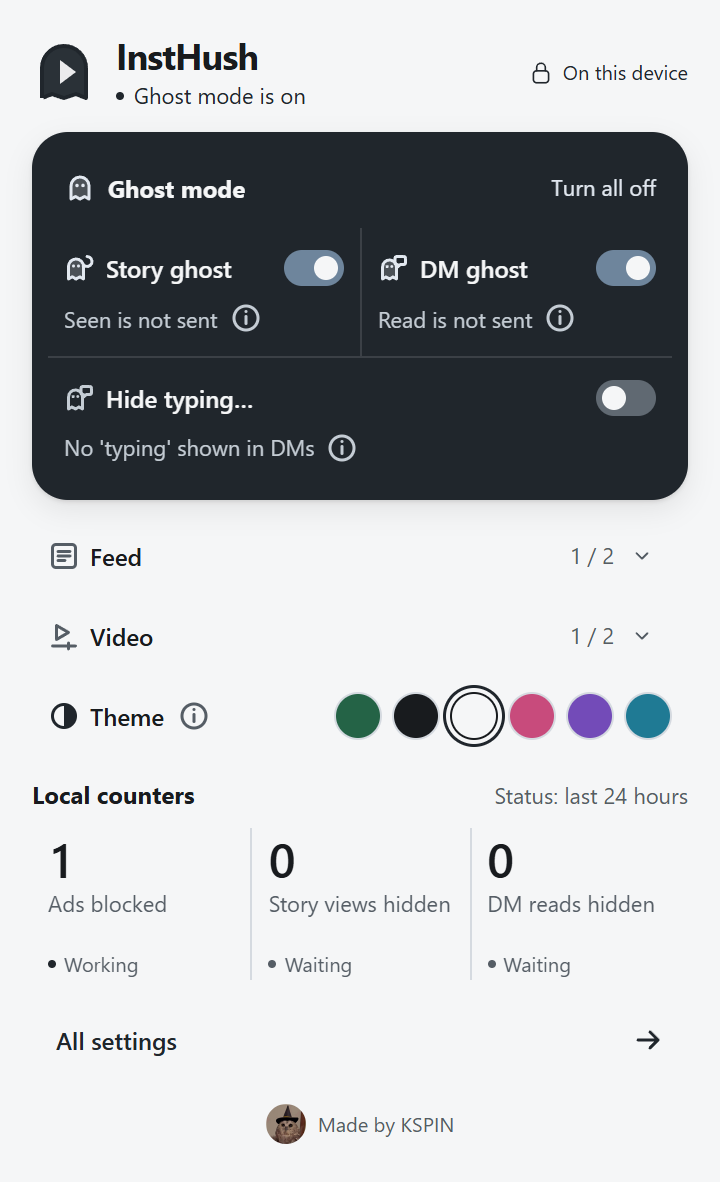 InstHush
Ghost mode is on
On this device
Ghost mode
Turn all off
Story ghost
DM ghost
Seen is not sent
Read is not sent
Hide typing...
No 'typing' shown in DMs
Feed
1 / 2
Video
1 / 2
Theme
Local counters
Status: last 24 hours
1
0
0
Ads blocked
Story views hidden
DM reads hidden
Working
Waiting
Waiting
All settings
Made by KSPIN